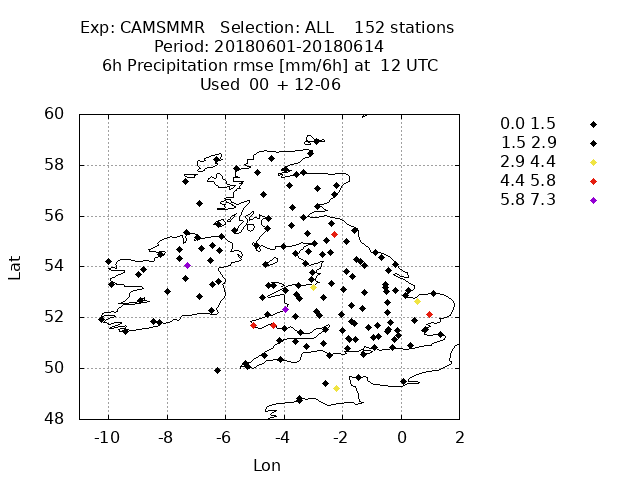 Exp: CAMSMMR   Selection: ALL    152 stations
Period: 20180601-20180614
6h Precipitation rmse [mm/6h] at  12 UTC
Used  00 + 12-06
60
58
56
54
52
50
48
Lat
-10 -8 -6 -4 -2 0 2
Lon
0.0 1.5
1.5 2.9
2.9 4.4
4.4 5.8
5.8 7.3